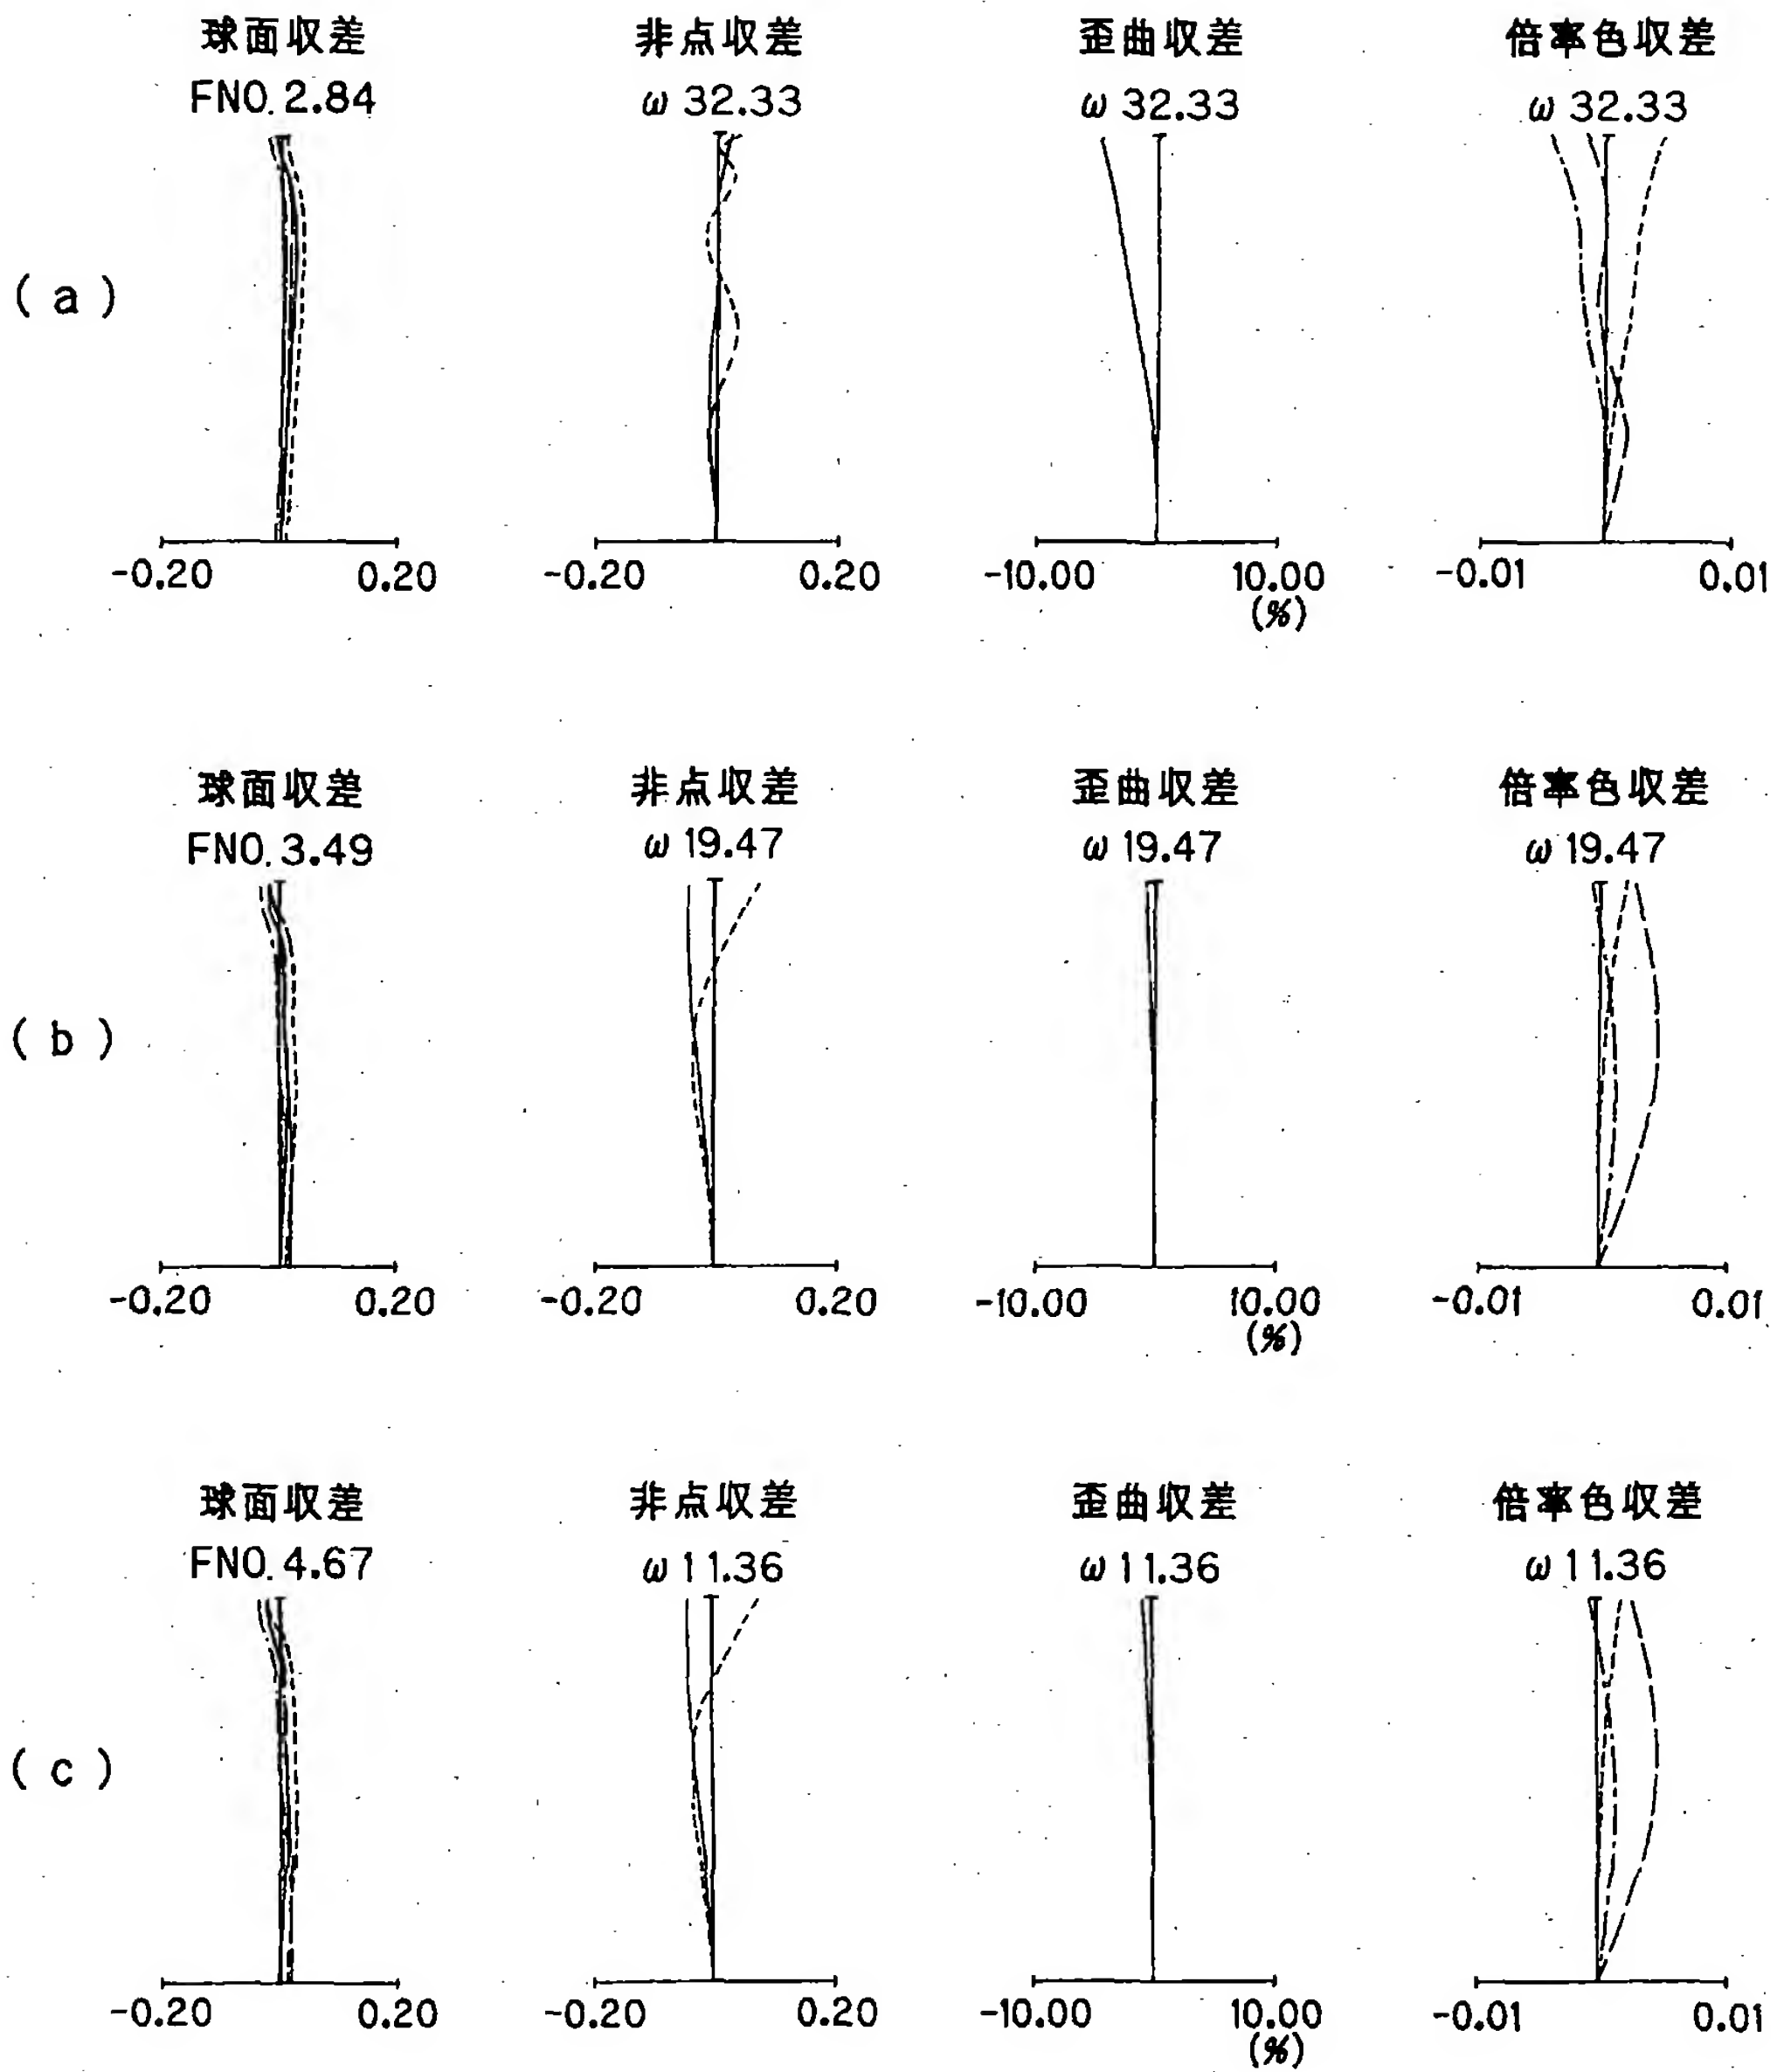 球面収差 非点収差 歪曲収差 倍率色収差
FNO. 2.84 ω 32.33 ω 32.33 ω 32.33
( a )
-0.20 0.20 -0.20 0.20 -10.00 10.00 -0.01 0.01
(%)
球面収差 非点収差 歪曲収差 倍率色収差
FNO. 3.49 ω 19.47 ω 19.47 ω 19.47
( b )
-0.20 0.20 -0.20 0.20 -10.00 10.00 -0.01 0.01
(%)
球面収差 非点収差 歪曲収差 倍率色収差
FNO. 4.67 ω 11.36 ω 11.36 ω 11.36
( c )
-0.20 0.20 -0.20 0.20 -10.00 10.00 -0.01 0.01
(%)